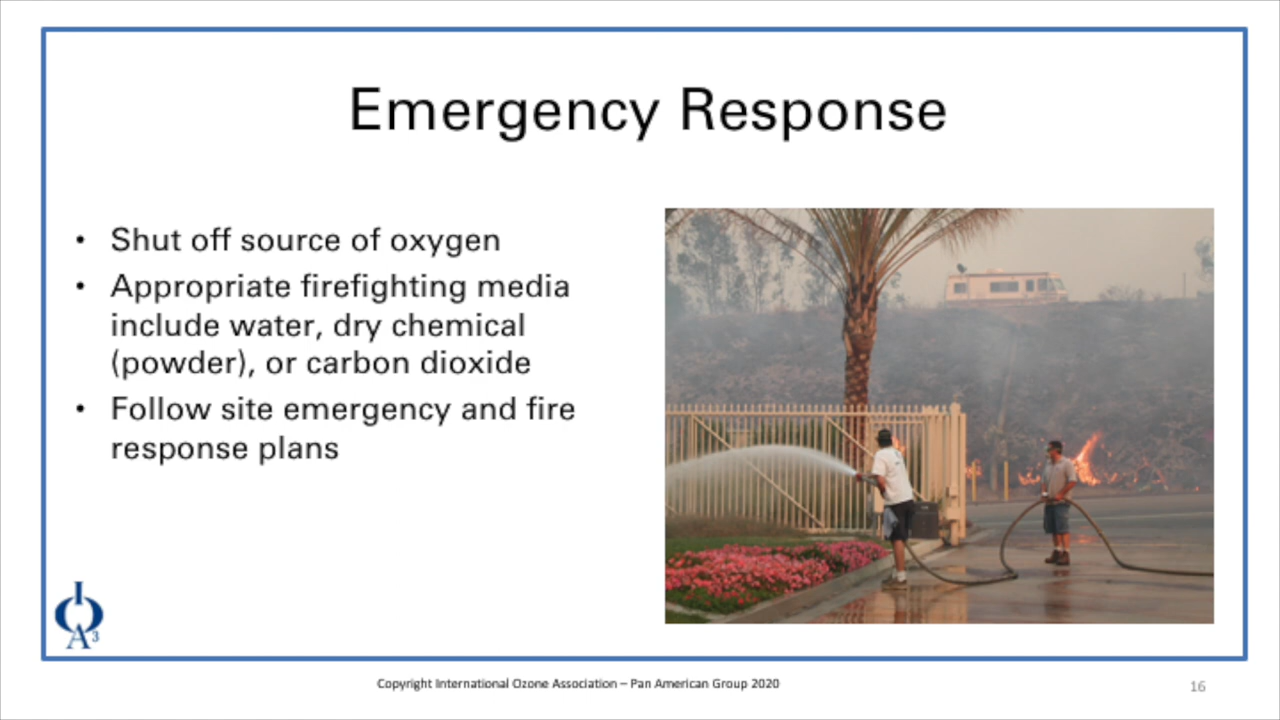 Emergency Response
• Shut off source of oxygen
• Appropriate firefighting media
include water, dry chemical
(powder), or carbon dioxide
• Follow site emergency and fire
response plans
IOA3
Copyright International Ozone Association – Pan American Group 2020
16